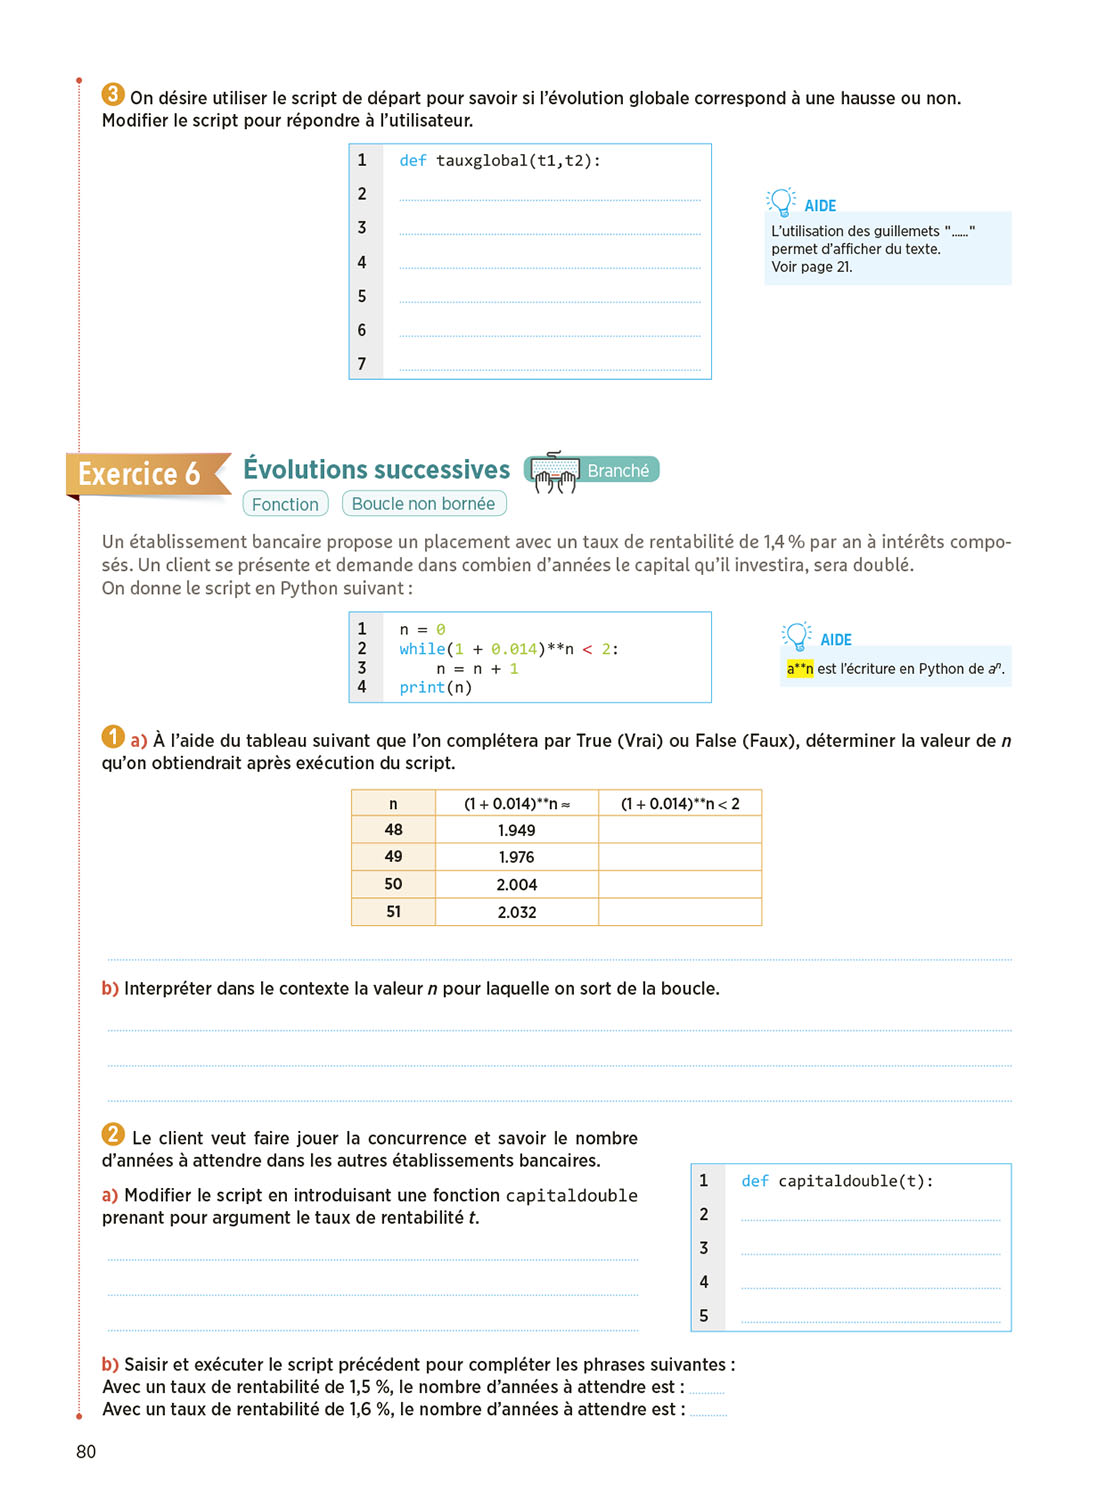 3 On désire utiliser le script de départ pour savoir si l'évolution globale correspond à une hausse ou non.
Modifier le script pour répondre à l'utilisateur.
1 def tauxglobal(t1,t2):
2
3
4
5
6
7
AIDE
L'utilisation des guillemets "......"
permet d'afficher du texte.
Voir page 21.
Exercice 6 Évolutions successives Branché
Fonction Boucle non bornée
Un établissement bancaire propose un placement avec un taux de rentabilité de 1,4 % par an à intérêts compo-
sés. Un client se présente et demande dans combien d'années le capital qu'il investira, sera doublé.
On donne le script en Python suivant :
1 n = 0
2 while(1 + 0.014)**n < 2:
3 n = n + 1
4 print(n)
AIDE
a**n est l'écriture en Python de aⁿ.
1 a) À l'aide du tableau suivant que l'on complétera par True (Vrai) ou False (Faux), déterminer la valeur de n
qu'on obtiendrait après exécution du script.
n (1 + 0.014)**n ≈ (1 + 0.014)**n < 2
48 1.949
49 1.976
50 2.004
51 2.032
b) Interpréter dans le contexte la valeur n pour laquelle on sort de la boucle.
2 Le client veut faire jouer la concurrence et savoir le nombre
d'années à attendre dans les autres établissements bancaires.
a) Modifier le script en introduisant une fonction capitaldouble
prenant pour argument le taux de rentabilité t.
1 def capitaldouble(t):
2
3
4
5
b) Saisir et exécuter le script précédent pour compléter les phrases suivantes :
Avec un taux de rentabilité de 1,5 %, le nombre d'années à attendre est : ...........
Avec un taux de rentabilité de 1,6 %, le nombre d'années à attendre est : ...........
80